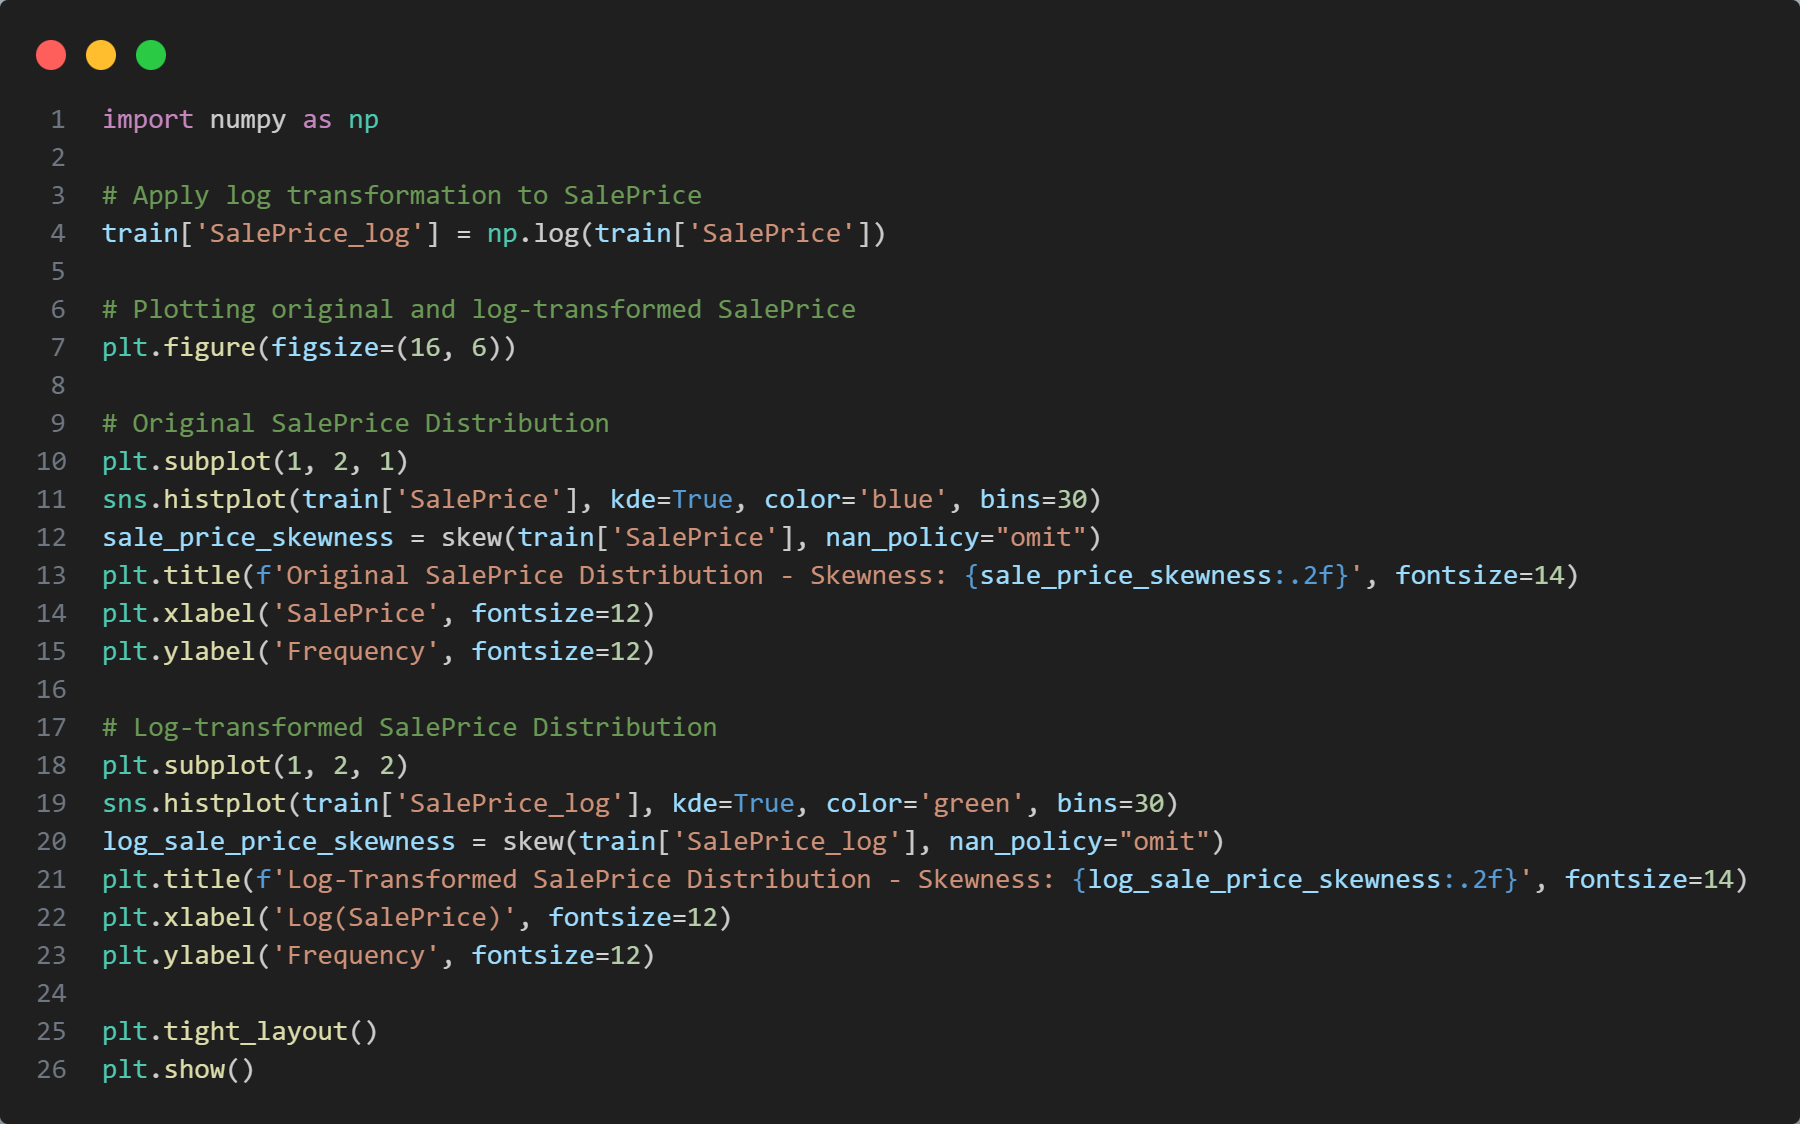 1 import numpy as np
2
3 # Apply log transformation to SalePrice
4 train['SalePrice_log'] = np.log(train['SalePrice'])
5
6 # Plotting original and log-transformed SalePrice
7 plt.figure(figsize=(16, 6))
8
9 # Original SalePrice Distribution
10 plt.subplot(1, 2, 1)
11 sns.histplot(train['SalePrice'], kde=True, color='blue', bins=30)
12 sale_price_skewness = skew(train['SalePrice'], nan_policy="omit")
13 plt.title(f'Original SalePrice Distribution - Skewness: {sale_price_skewness:.2f}', fontsize=14)
14 plt.xlabel('SalePrice', fontsize=12)
15 plt.ylabel('Frequency', fontsize=12)
16
17 # Log-transformed SalePrice Distribution
18 plt.subplot(1, 2, 2)
19 sns.histplot(train['SalePrice_log'], kde=True, color='green', bins=30)
20 log_sale_price_skewness = skew(train['SalePrice_log'], nan_policy="omit")
21 plt.title(f'Log-Transformed SalePrice Distribution - Skewness: {log_sale_price_skewness:.2f}', fontsize=14)
22 plt.xlabel('Log(SalePrice)', fontsize=12)
23 plt.ylabel('Frequency', fontsize=12)
24
25 plt.tight_layout()
26 plt.show()